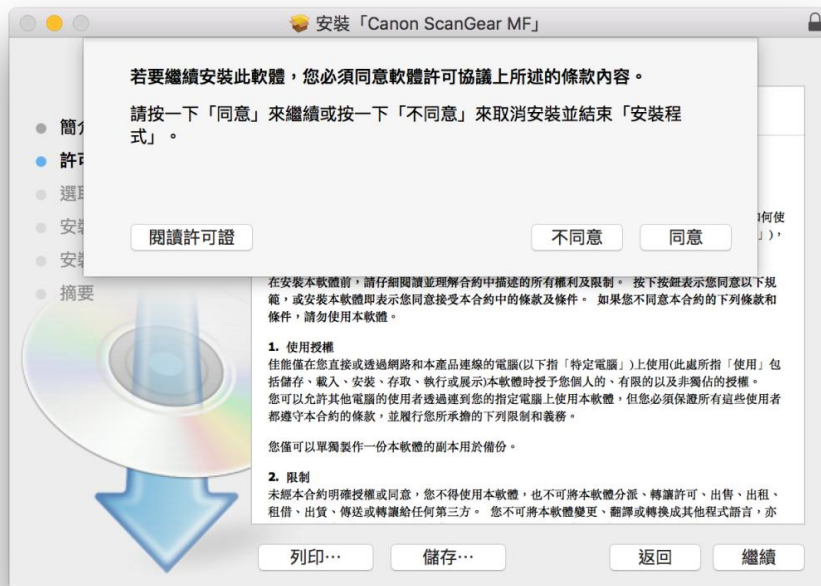 安裝「Canon ScanGear MF」
若要繼續安裝此軟體，您必須同意軟體許可協議上所述的條款內容。
請按一下「同意」來繼續或按一下「不同意」來取消安裝並結束「安裝程
式」。
閱讀許可證
不同意
同意
簡
許
選
安
安
摘要
何使
」)，
在安裝本軟體前，請仔細閱讀並理解合約中描述的所有權利及限制。 按下按鈕表示您同意以下規
範，或安裝本軟體即表示您同意接受本合約中的條款及條件。 如果您不同意本合約的下列條款和
條件，請勿使用本軟體。
1. 使用授權
佳能僅在您直接或透過網路和本產品連線的電腦(以下指「特定電腦」)上使用(此處所指「使用」包
括儲存、載入、安裝、存取、執行或展示)本軟體時授予您個人的、有限的以及非獨佔的授權。
您可以允許其他電腦的使用者透過連到您的指定電腦上使用本軟體，但您必須保證所有這些使用者
都遵守本合約的條款，並履行您所承擔的下列限制和義務。
您僅可以單獨製作一份本軟體的副本用於備份。
2. 限制
未經本合約明確授權或同意，您不得使用本軟體，也不可將本軟體分派、轉讓許可、出售、出租、
租借、出賃、傳送或轉讓給任何第三方。 您不可將本軟體變更、翻譯或轉換成其他程式語言，亦
列印⋯
儲存⋯
返回
繼續